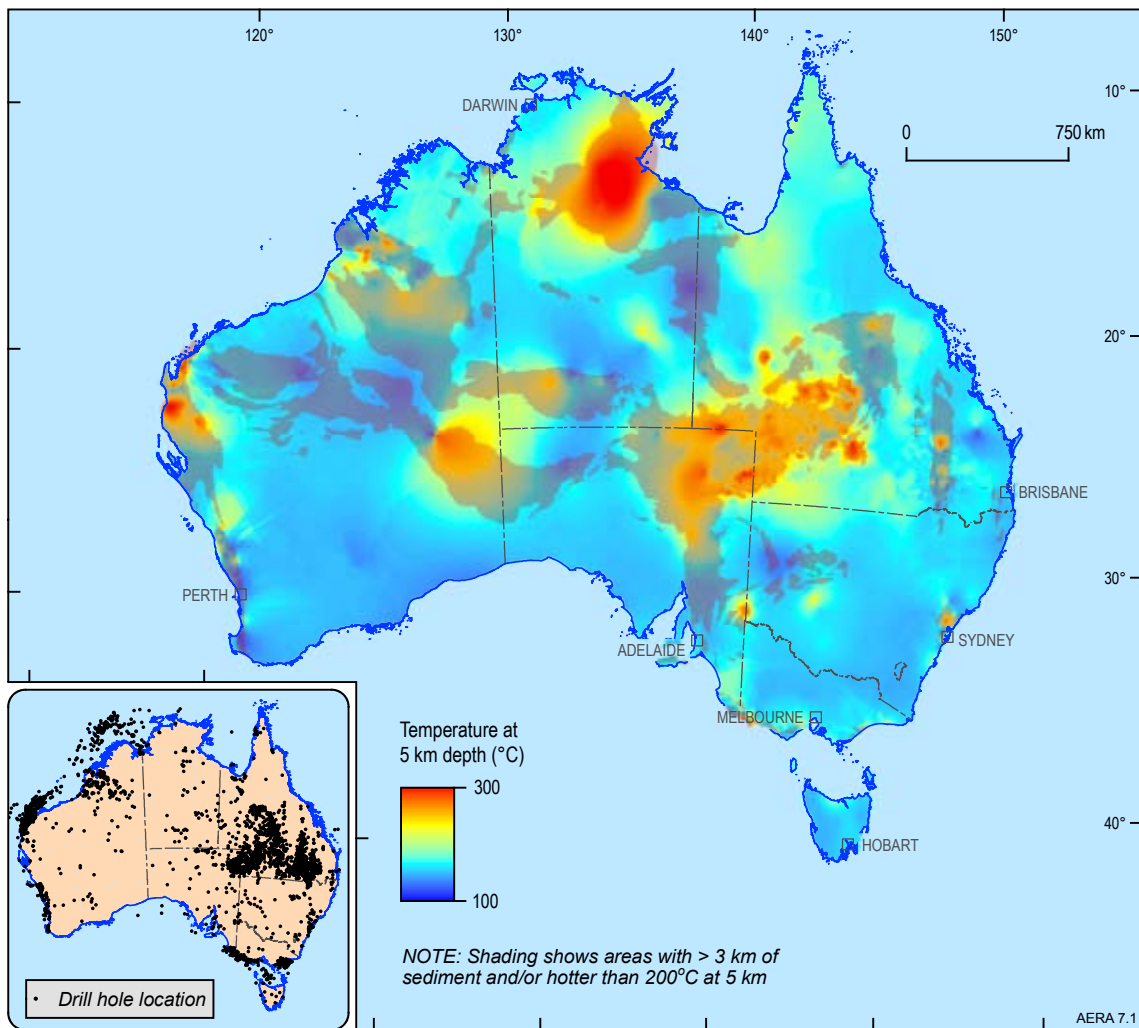 120°
130°
140°
150°
10°
DARWIN
0
750 km
20°
BRISBANE
30°
PERTH
ADELAIDE
SYDNEY
MELBOURNE
Temperature at
5 km depth (°C)
300
100
40°
HOBART
NOTE: Shading shows areas with > 3 km of
sediment and/or hotter than 200°C at 5 km
Drill hole location
AERA 7.1